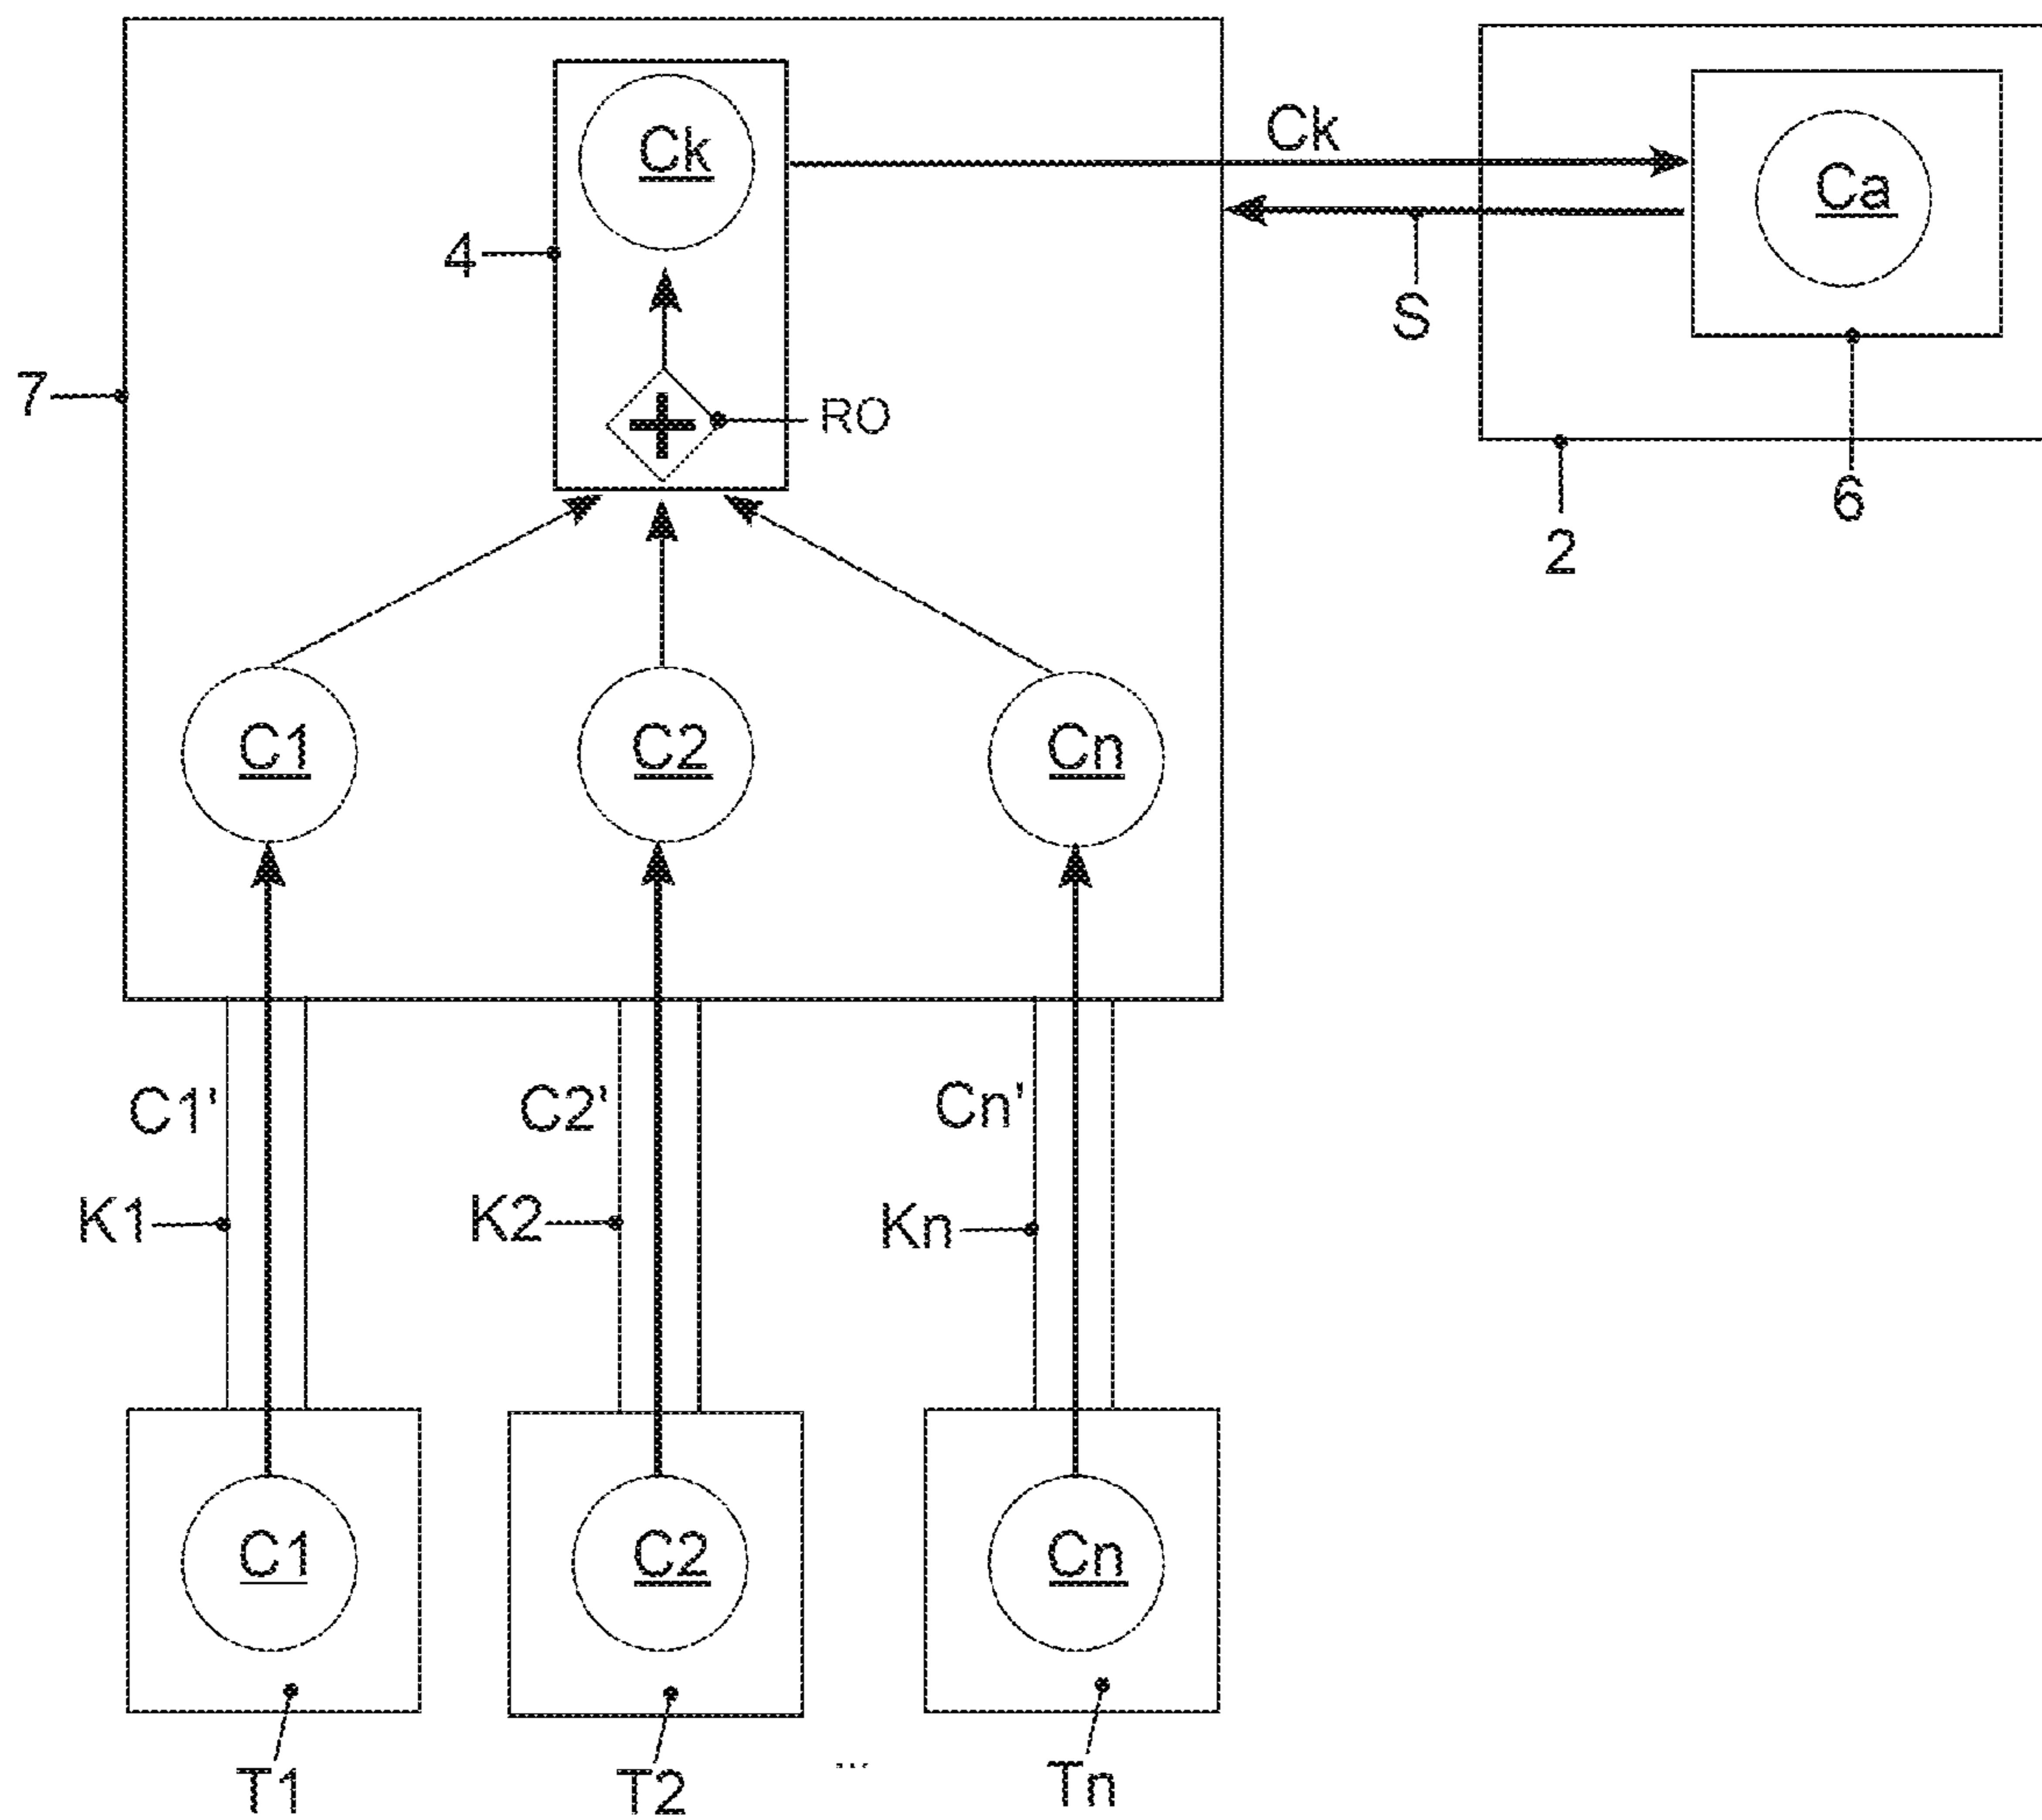 Ck
Ck
Ca
4
S
7
+
RO
6
2
C1 C2 Cn
C1' C2' Cn'
K1 K2 Kn
C1 C2 Cn
T1 T2 ... Tn